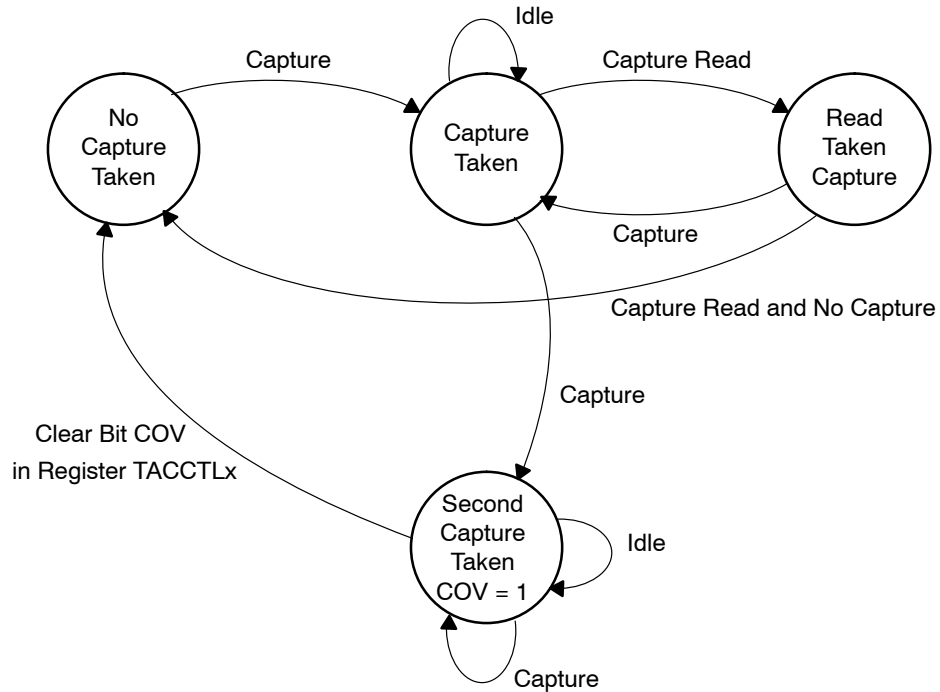 Idle
Capture
Capture Read
No
Capture
Taken
Capture
Taken
Read
Taken
Capture
Capture
Capture Read and No Capture
Capture
Clear Bit COV
in Register TACCTLx
Second
Capture
Taken
COV = 1
Idle
Capture